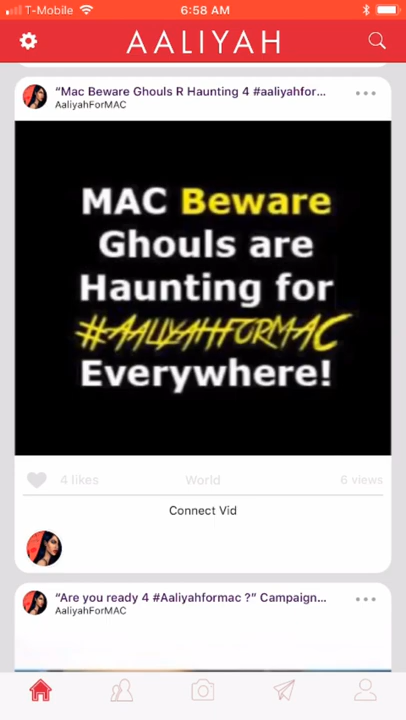 T-Mobile 6:58 AM
AALIYAH
“Mac Beware Ghouls R Haunting 4 #aaliyahfor...
AaliyahForMAC
MAC Beware
Ghouls are
Haunting for
#AALIYAHFORMAC
Everywhere!
4 likes World 6 views
Connect Vid
“Are you ready 4 #Aaliyahformac ?” Campaign...
AaliyahForMAC